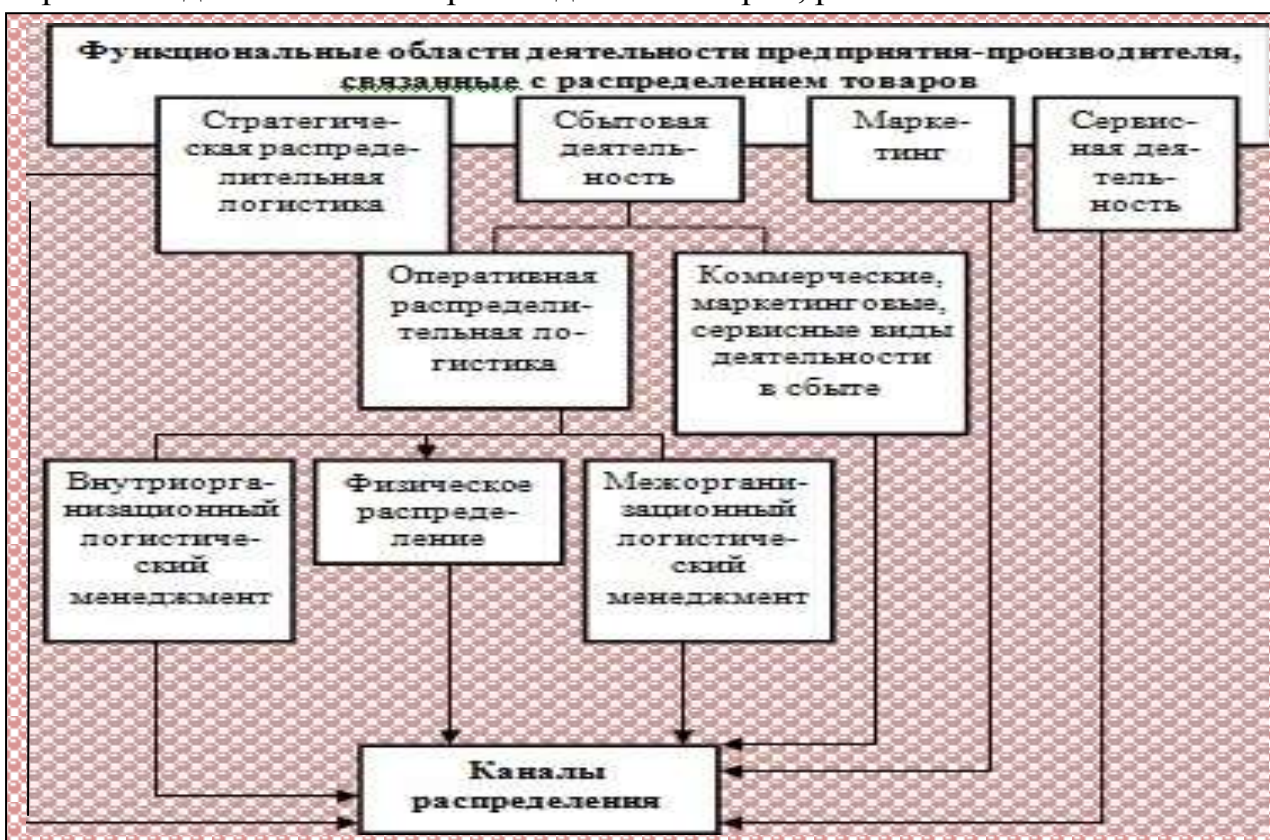 Функциональные области деятельности предприятия-производителя,
связанные с распределением товаров
Стратегиче-
ская распреде-
лительная
логистика
Сбытовая
деятель-
ность
Марке-
тинг
Сервис-
ная дея-
тель-
ность
Оперативная
распредели-
тельная ло-
гистика
Коммерческие,
маркетинговые,
сервисные виды
деятельности
в сбыте
Внутриорга-
низационный
логистиче-
ский
менеджмент
Физическое
распреде-
ление
Межоргани-
зационный
логистиче-
ский
менеджмент
Каналы
распределения